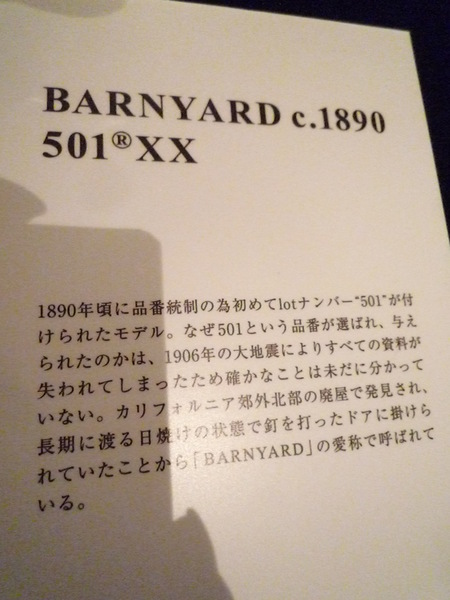 BARNYARD c.1890
501®XX
1890年頃に品番統制の為初めてlotナンバー“501”が付
けられたモデル。なぜ501という品番が選ばれ、与え
られたのかは、1906年の大地震によりすべての資料が
失われてしまったため確かなことは未だに分かって
いない。カリフォルニア郊外北部の廃屋で発見され、
長期に渡る日焼けの状態で釘を打ったドアに掛けら
れていたことから「BARNYARD」の愛称で呼ばれて
いる。